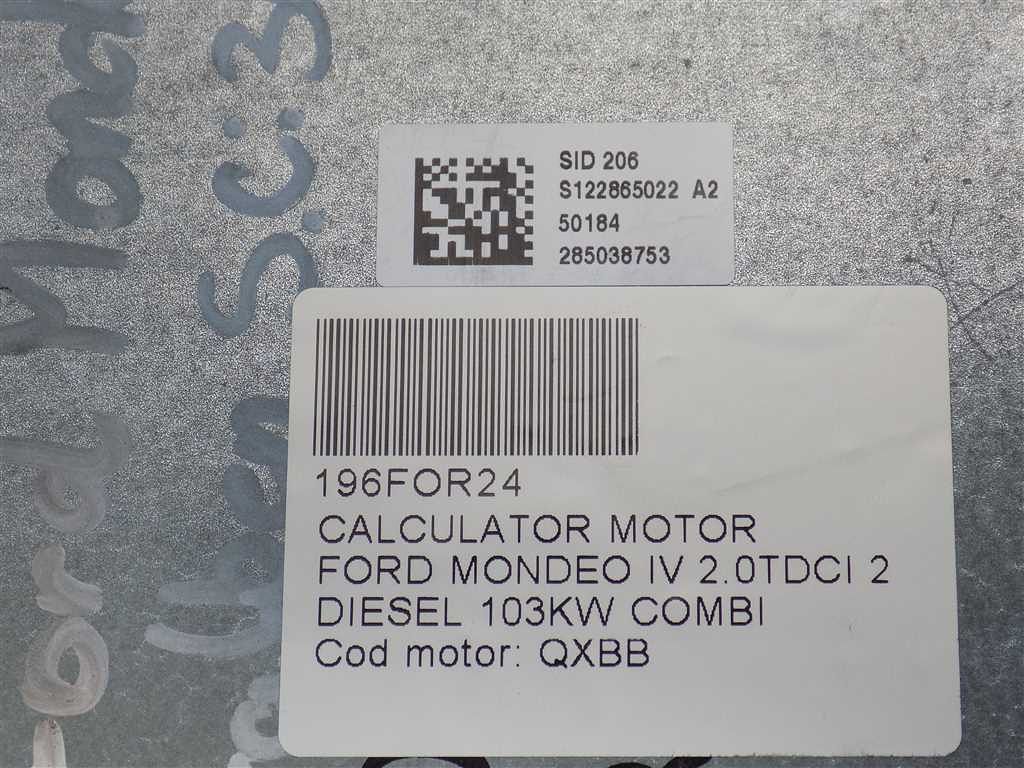 SID 206
S122865022 A2
50184
285038753
196FOR24
CALCULATOR MOTOR
FORD MONDEO IV 2.0TDCI 2
DIESEL 103KW COMBI
Cod motor: QXBB